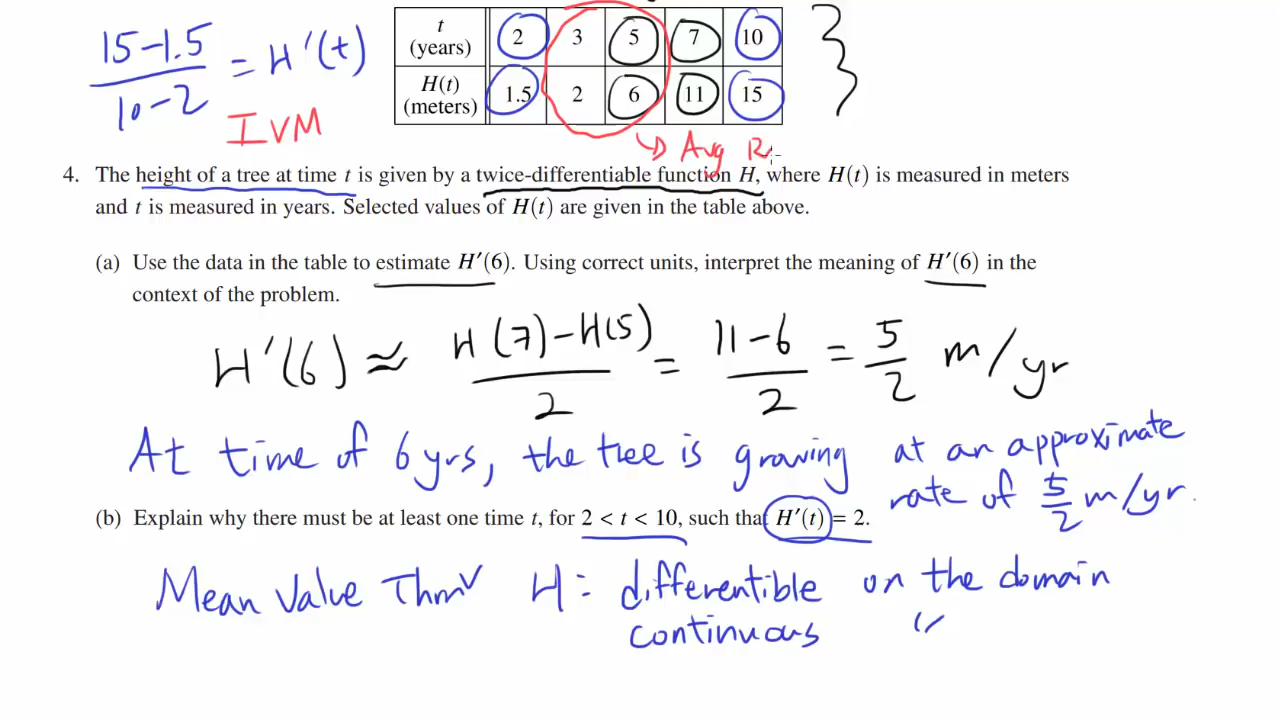 15-1.5 / 10-2 = H'(t)
IVM
t (years) 2 3 5 7 10
H(t) (meters) 1.5 2 6 11 15
→ Avg R
4. The height of a tree at time t is given by a twice-differentiable function H, where H(t) is measured in meters
and t is measured in years. Selected values of H(t) are given in the table above.
(a) Use the data in the table to estimate H′(6). Using correct units, interpret the meaning of H′(6) in the
context of the problem.
H'(6) ≈ H(7)-H(5) / 2 = 11-6 / 2 = 5/2 m/yr
At time of 6 yrs, the tree is growing at an approximate
rate of 5/2 m/yr.
(b) Explain why there must be at least one time t, for 2 < t < 10, such that H′(t) = 2.
Mean Value Thm H: differentible on the domain
continuous "